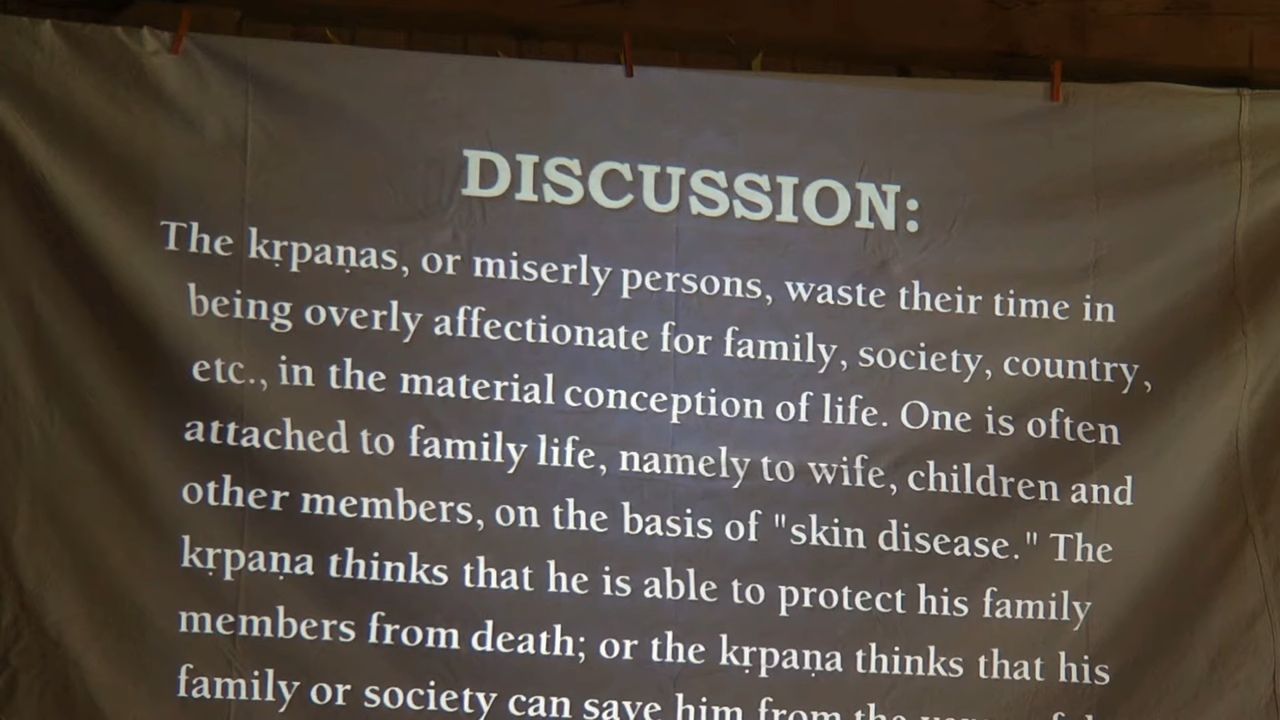 DISCUSSION:
The kṛpaṇas, or miserly persons, waste their time in
being overly affectionate for family, society, country,
etc., in the material conception of life. One is often
attached to family life, namely to wife, children and
other members, on the basis of "skin disease." The
kṛpaṇa thinks that he is able to protect his family
members from death; or the kṛpaṇa thinks that his
family or society can save him from the